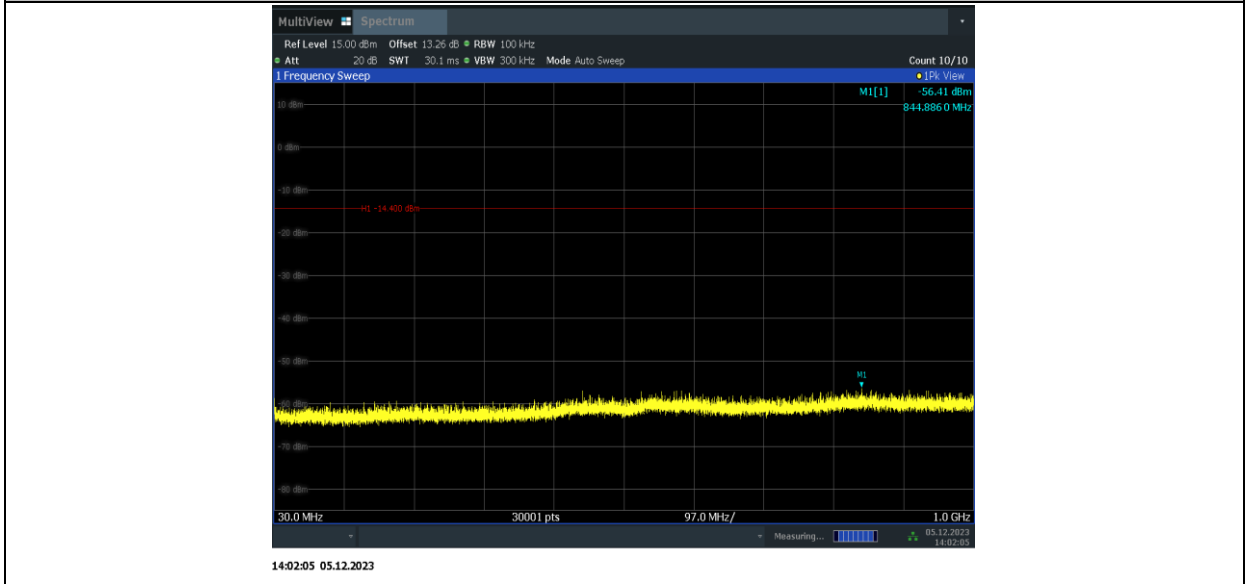 MultiView Spectrum
Ref Level 15.00 dBm Offset 13.26 dB RBW 100 kHz
Att 20 dB SWT 30.1 ms VBW 300 kHz Mode Auto Sweep Count 10/10
1 Frequency Sweep 1Pk View
M1[1] -56.41 dBm
844.886 0 MHz
10 dBm
0 dBm
-10 dBm
H1 -14.400 dBm
-20 dBm
-30 dBm
-40 dBm
-50 dBm
M1
-60 dBm
-70 dBm
-80 dBm
30.0 MHz 30001 pts 97.0 MHz/ 1.0 GHz
Measuring... 05.12.2023
14:02:05
14:02:05 05.12.2023